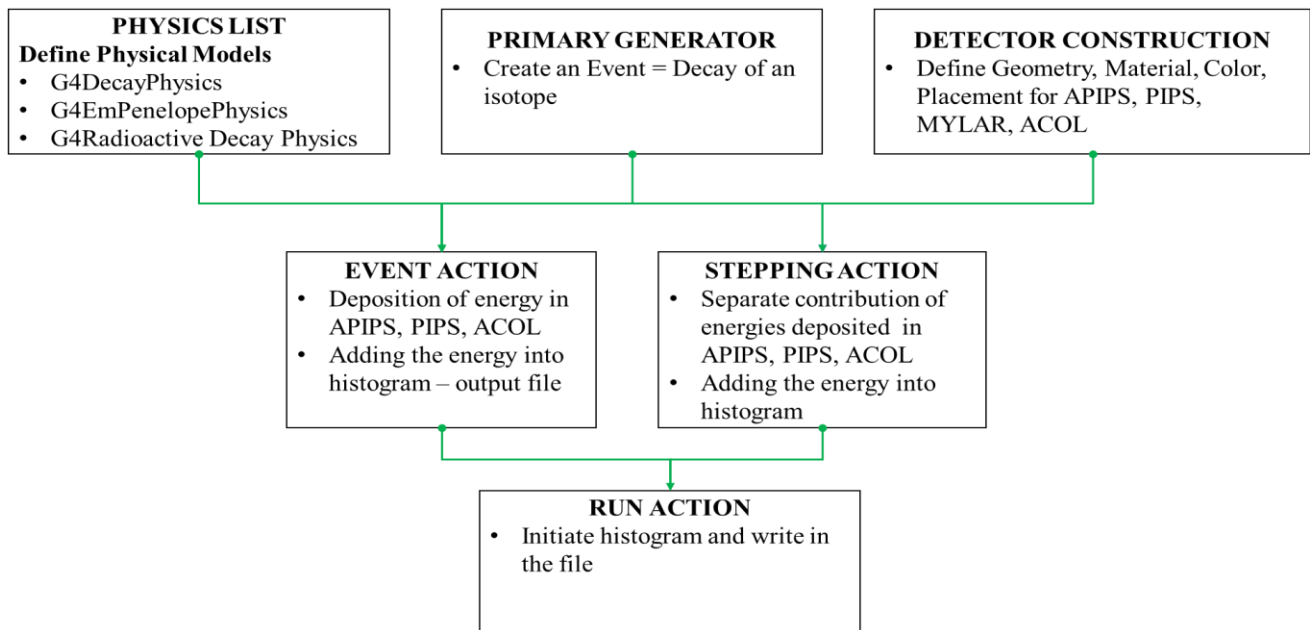 PHYSICS LIST
Define Physical Models
• G4DecayPhysics
• G4EmPenelopePhysics
• G4Radioactive Decay Physics
PRIMARY GENERATOR
• Create an Event = Decay of an
isotope
DETECTOR CONSTRUCTION
• Define Geometry, Material, Color,
Placement for APIPS, PIPS,
MYLAR, ACOL
EVENT ACTION
• Deposition of energy in
APIPS, PIPS, ACOL
• Adding the energy into
histogram – output file
STEPPING ACTION
• Separate contribution of
energies deposited in
APIPS, PIPS, ACOL
• Adding the energy into
histogram
RUN ACTION
• Initiate histogram and write in
the file